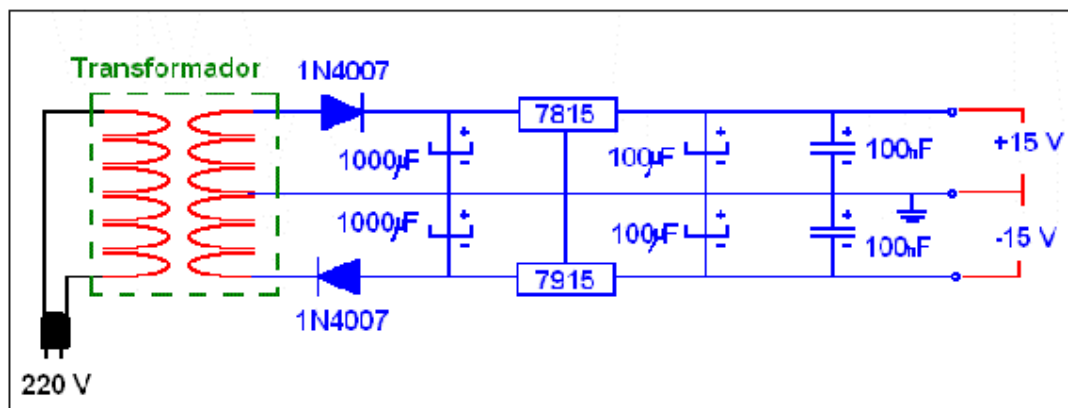 Transformador
1N4007
7815
1000µF
100µF
100nF
+15 V
1000µF
100µF
100nF
-15 V
7915
1N4007
220 V